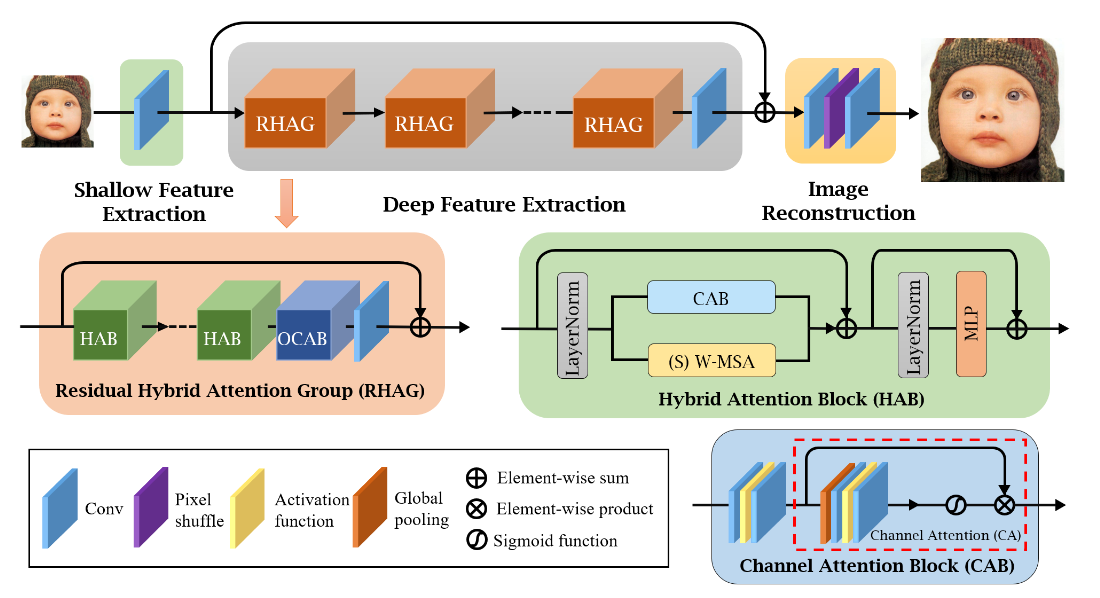 RHAG
RHAG
RHAG
Shallow Feature
Extraction
Deep Feature Extraction
Image
Reconstruction
HAB
HAB
OCAB
Residual Hybrid Attention Group (RHAG)
LayerNorm
CAB
(S) W-MSA
LayerNorm
MLP
Hybrid Attention Block (HAB)
Conv
Pixel
shuffle
Activation
function
Global
pooling
Element-wise sum
Element-wise product
Sigmoid function
Channel Attention (CA)
Channel Attention Block (CAB)